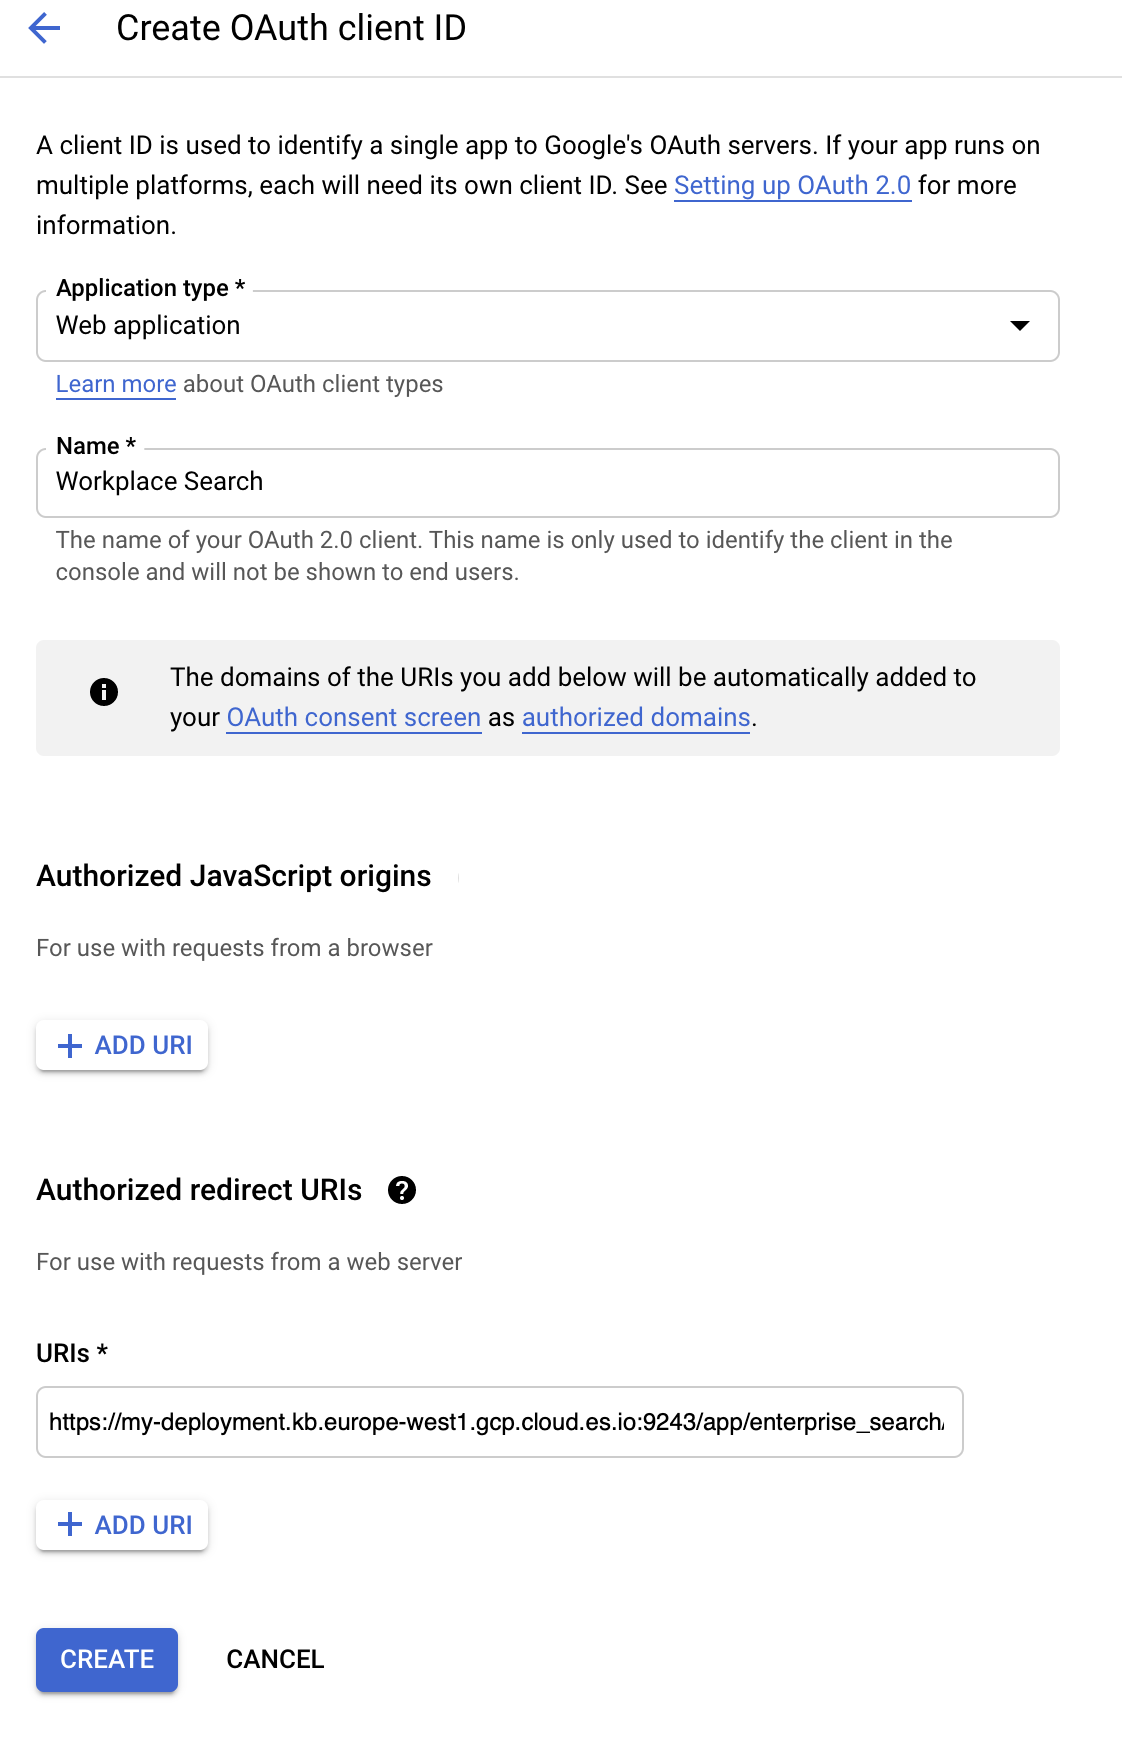 Create OAuth client ID
A client ID is used to identify a single app to Google's OAuth servers. If your app runs on
multiple platforms, each will need its own client ID. See Setting up OAuth 2.0 for more
information.
Application type *
Web application
Learn more about OAuth client types
Name *
Workplace Search
The name of your OAuth 2.0 client. This name is only used to identify the client in the
console and will not be shown to end users.
The domains of the URIs you add below will be automatically added to
your OAuth consent screen as authorized domains.
Authorized JavaScript origins
For use with requests from a browser
ADD URI
Authorized redirect URIs
For use with requests from a web server
URIs *
https://my-deployment.kb.europe-west1.gcp.cloud.es.io:9243/app/enterprise_search/
ADD URI
CREATE CANCEL